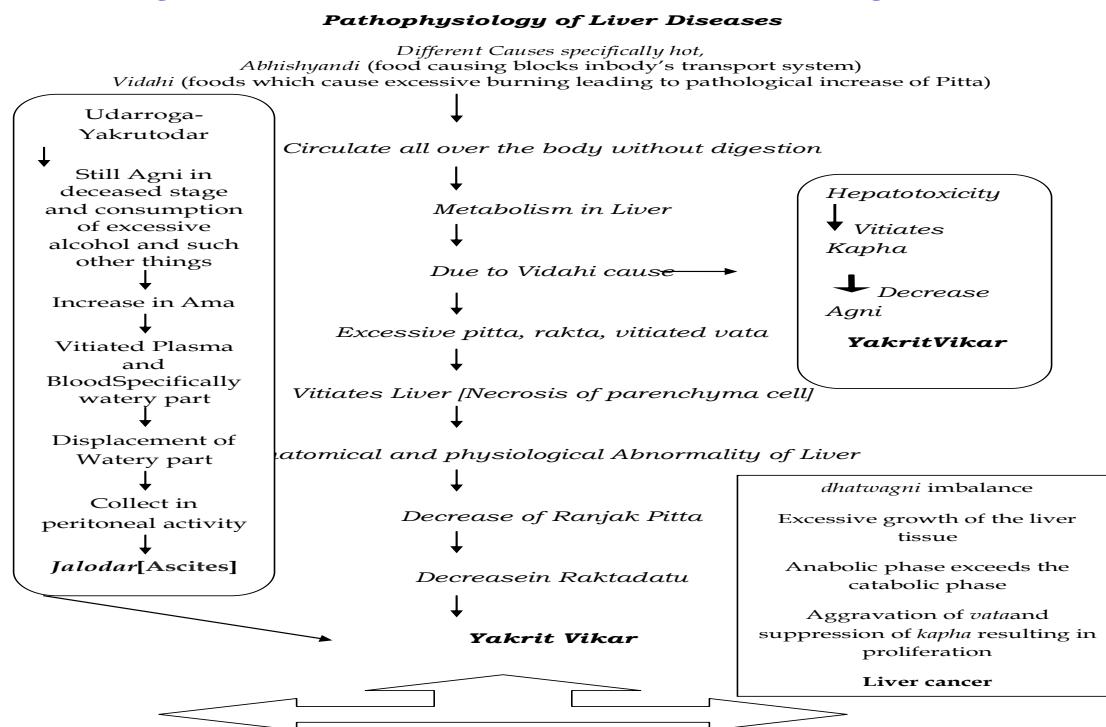 Pathophysiology of Liver Diseases
Different Causes specifically hot,
Abhishyandi (food causing blocks inbody's transport system)
Vidahi (foods which cause excessive burning leading to pathological increase of Pitta)
Udarroga-
Yakrutodar
Still Agni in
deceased stage
and consumption
of excessive
alcohol and such
other things
Increase in Ama
Vitiated Plasma
and
BloodSpecifically
watery part
Displacement of
Watery part
Collect in
peritoneal activity
Jalodar[Ascites]
Circulate all over the body without digestion
Metabolism in Liver
Due to Vidahi cause
Excessive pitta, rakta, vitiated vata
Vitiates Liver [Necrosis of parenchyma cell]
natomical and physiological Abnormality of Liver
Decrease of Ranjak Pitta
Decreasein Raktadatu
Yakrit Vikar
Hepatotoxicity
Vitiates
Kapha
Decrease
Agni
YakritVikar
dhatwagni imbalance
Excessive growth of the liver
tissue
Anabolic phase exceeds the
catabolic phase
Aggravation of vataand
suppression of kapha resulting in
proliferation
Liver cancer